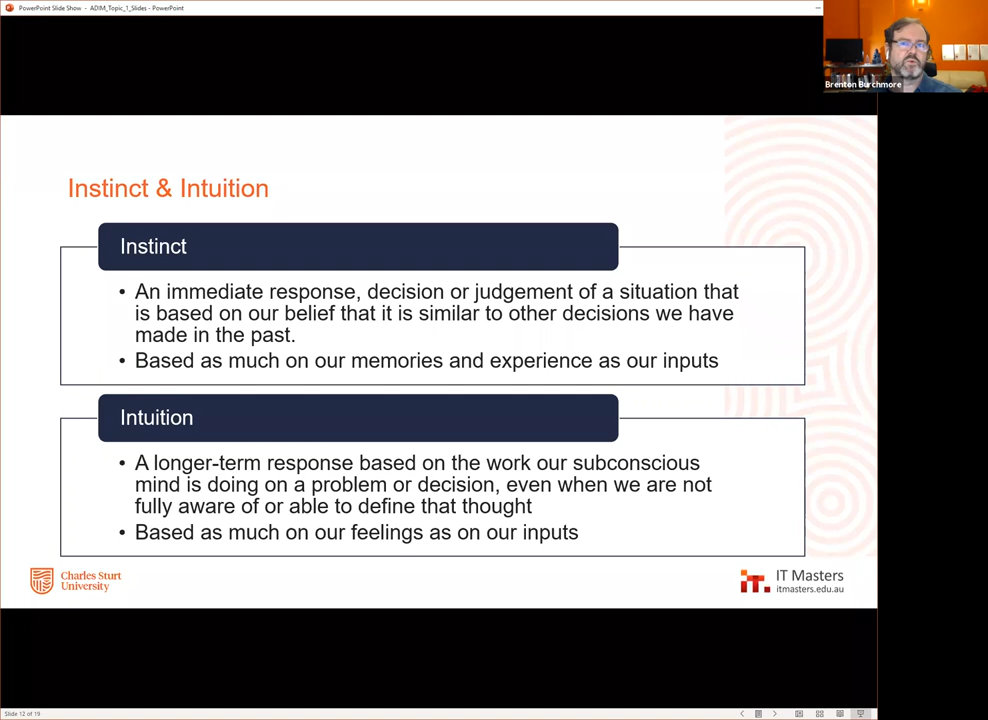 PowerPoint Slide Show - ADIM_Topic_1_Slides - PowerPoint
Brenton Burchmore
Instinct & Intuition
Instinct
• An immediate response, decision or judgement of a situation that
is based on our belief that it is similar to other decisions we have
made in the past.
• Based as much on our memories and experience as our inputs
Intuition
• A longer-term response based on the work our subconscious
mind is doing on a problem or decision, even when we are not
fully aware of or able to define that thought
• Based as much on our feelings as on our inputs
Charles Sturt
University
IT Masters
itmasters.edu.au
Slide 12 of 19